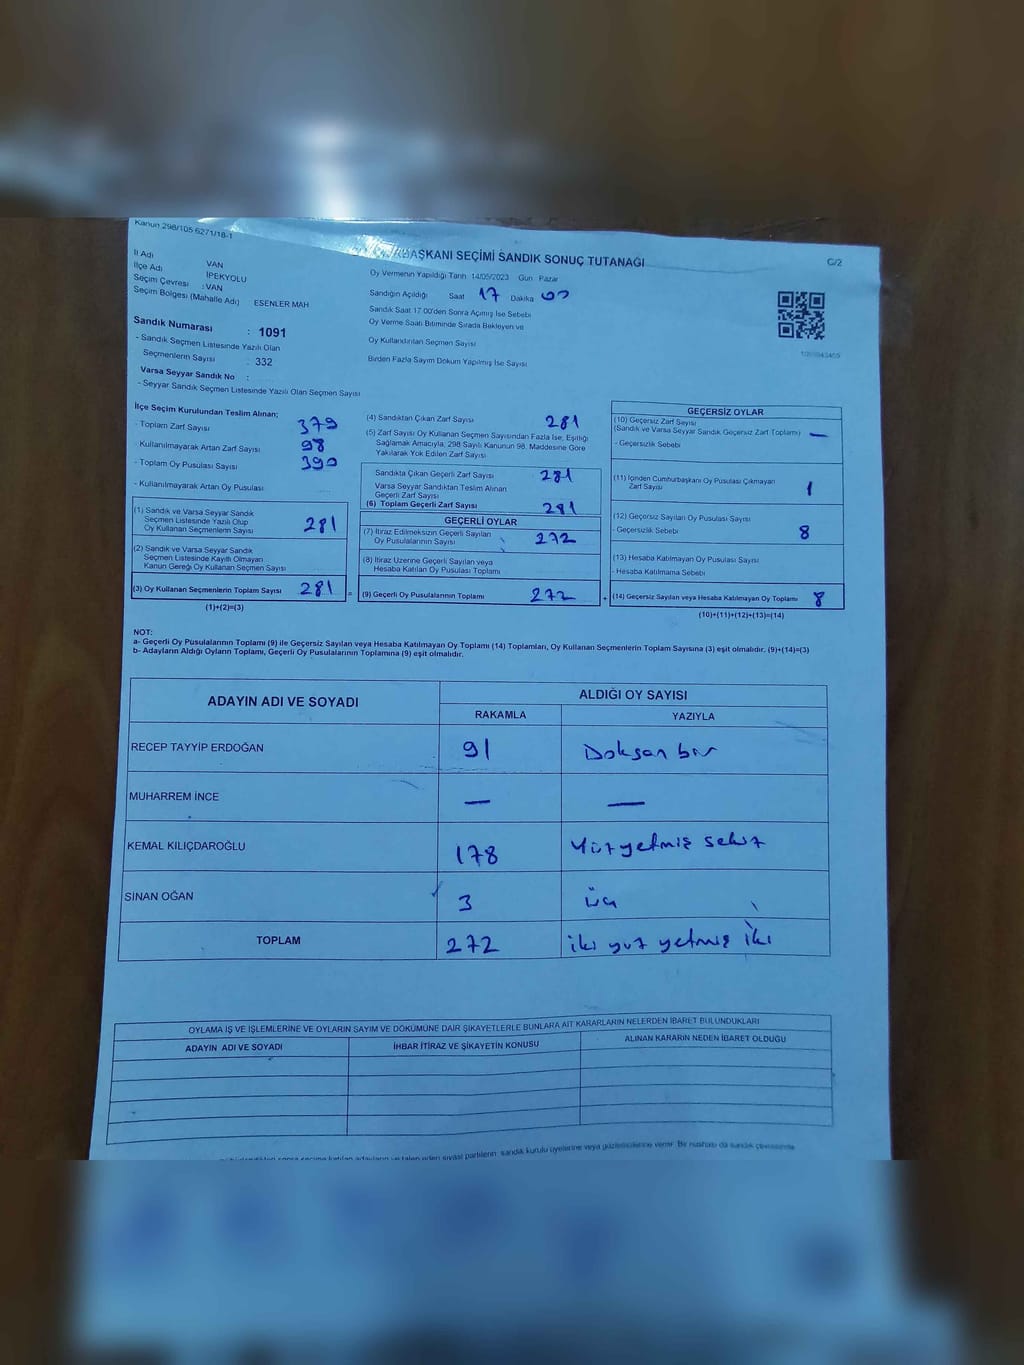 Kanun 298/105 6271/18-1
BAŞKANI SEÇİMİ SANDIK SONUÇ TUTANAĞI
C/2
İl Adı VAN
İlçe Adı İPEKYOLU
Seçim Çevresi : VAN
Seçim Bölgesi (Mahalle Adı) ESENLER MAH
Sandık Numarası : 1091
- Sandık Seçmen Listesinde Yazılı Olan
Seçmenlerin Sayısı : 332
Varsa Seyyar Sandık No :
- Seyyar Sandık Seçmen Listesinde Yazılı Olan Seçmen Sayısı
Oy Vermenin Yapıldığı Tarih 14/05/2023 Gün Pazar
Sandığın Açıldığı Saat 17 Dakika 00
Sandık Saat 17.00'den Sonra Açılmış İse Sebebi
Oy Verme Saati Bitiminde Sırada Bekleyen ve
Oy Kullandırılan Seçmen Sayısı
Birden Fazla Sayım Döküm Yapılmış İse Sayısı
İlçe Seçim Kurulundan Teslim Alınan;
- Toplam Zarf Sayısı 379
- Kullanılmayarak Artan Zarf Sayısı 98
- Toplam Oy Pusulası Sayısı 390
- Kullanılmayarak Artan Oy Pusulası
(1) Sandık ve Varsa Seyyar Sandık
Seçmen Listesinde Yazılı Olup
Oy Kullanan Seçmenlerin Sayısı 281
(2) Sandık ve Varsa Seyyar Sandık
Seçmen Listesinde Kayıtlı Olmayan
Kanun Gereği Oy Kullanan Seçmen Sayısı
(3) Oy Kullanan Seçmenlerin Toplam Sayısı 281 =
(1)+(2)=(3)
(4) Sandıktan Çıkan Zarf Sayısı 281
(5) Zarf Sayısı Oy Kullanan Seçmen Sayısından Fazla İse, Eşitliği
Sağlamak Amacıyla, 298 Sayılı Kanunun 98. Maddesine Göre
Yakılarak Yok Edilen Zarf Sayısı
Sandıkta Çıkan Geçerli Zarf Sayısı 281
Varsa Seyyar Sandıktan Teslim Alınan
Geçerli Zarf Sayısı
(6) Toplam Geçerli Zarf Sayısı 281
GEÇERLİ OYLAR
(7) İtiraz Edilmeksizin Geçerli Sayılan
Oy Pusulalarının Sayısı 272
(8) İtiraz Üzerine Geçerli Sayılan veya
Hesaba Katılan Oy Pusulası Toplamı
(9) Geçerli Oy Pusulalarının Toplamı 272 +
GEÇERSİZ OYLAR
(10) Geçersiz Zarf Sayısı
(Sandık ve Varsa Seyyar Sandık Geçersiz Zarf Toplamı) —
- Geçersizlik Sebebi
(11) İçinden Cumhurbaşkanı Oy Pusulası Çıkmayan
Zarf Sayısı 1
(12) Geçersiz Sayılan Oy Pusulası Sayısı
- Geçersizlik Sebebi 8
(13) Hesaba Katılmayan Oy Pusulası Sayısı
- Hesaba Katılmama Sebebi
(14) Geçersiz Sayılan veya Hesaba Katılmayan Oy Toplamı 8
(10)+(11)+(12)+(13)=(14)
NOT:
a- Geçerli Oy Pusulalarının Toplamı (9) ile Geçersiz Sayılan veya Hesaba Katılmayan Oy Toplamı (14) Toplamları, Oy Kullanan Seçmenlerin Toplam Sayısına (3) eşit olmalıdır. (9)+(14)=(3)
b- Adayların Aldığı Oyların Toplamı, Geçerli Oy Pusulalarının Toplamına (9) eşit olmalıdır.
ADAYIN ADI VE SOYADI ALDIĞI OY SAYISI
RAKAMLA YAZIYLA
RECEP TAYYİP ERDOĞAN 91 Doksan bir
MUHARREM İNCE — —
KEMAL KILIÇDAROĞLU 178 Yüz yetmiş sekiz
SİNAN OĞAN 3 üç
TOPLAM 272 iki yüz yetmiş iki
OYLAMA İŞ VE İŞLEMLERİNE VE OYLARIN SAYIM VE DÖKÜMÜNE DAİR ŞİKAYETLERLE BUNLARA AİT KARARLARIN NELERDEN İBARET BULUNDUKLARI
ADAYIN ADI VE SOYADI İHBAR İTİRAZ VE ŞİKAYETİN KONUSU ALINAN KARARIN NEDEN İBARET OLDUĞU
sonra seçime katılan adayların ve talep eden siyasi partilerin sandık kurulu üyelerine veya gözlemcilerine verilir. Bir nüshası da sandık çevresinde